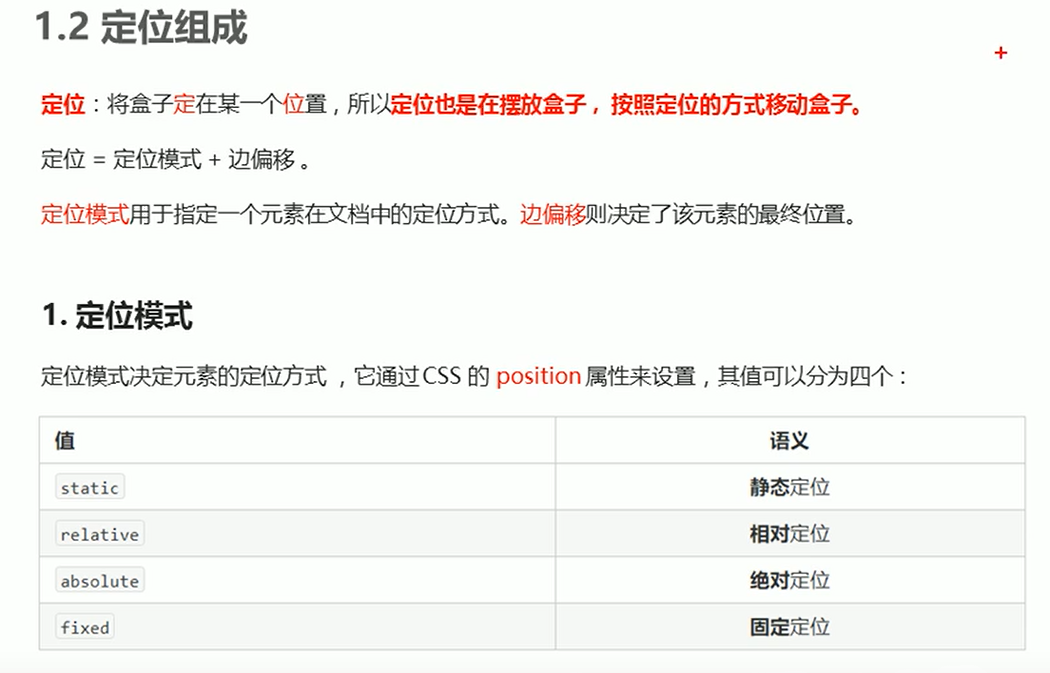 1.2 定位组成
定位：将盒子定在某一个位置，所以定位也是在摆放盒子，按照定位的方式移动盒子。
定位 = 定位模式 + 边偏移 。
定位模式用于指定一个元素在文档中的定位方式。边偏移则决定了该元素的最终位置。
1. 定位模式
定位模式决定元素的定位方式 ，它通过CSS 的 position 属性来设置，其值可以分为四个：
值 语义
static 静态定位
relative 相对定位
absolute 绝对定位
fixed 固定定位